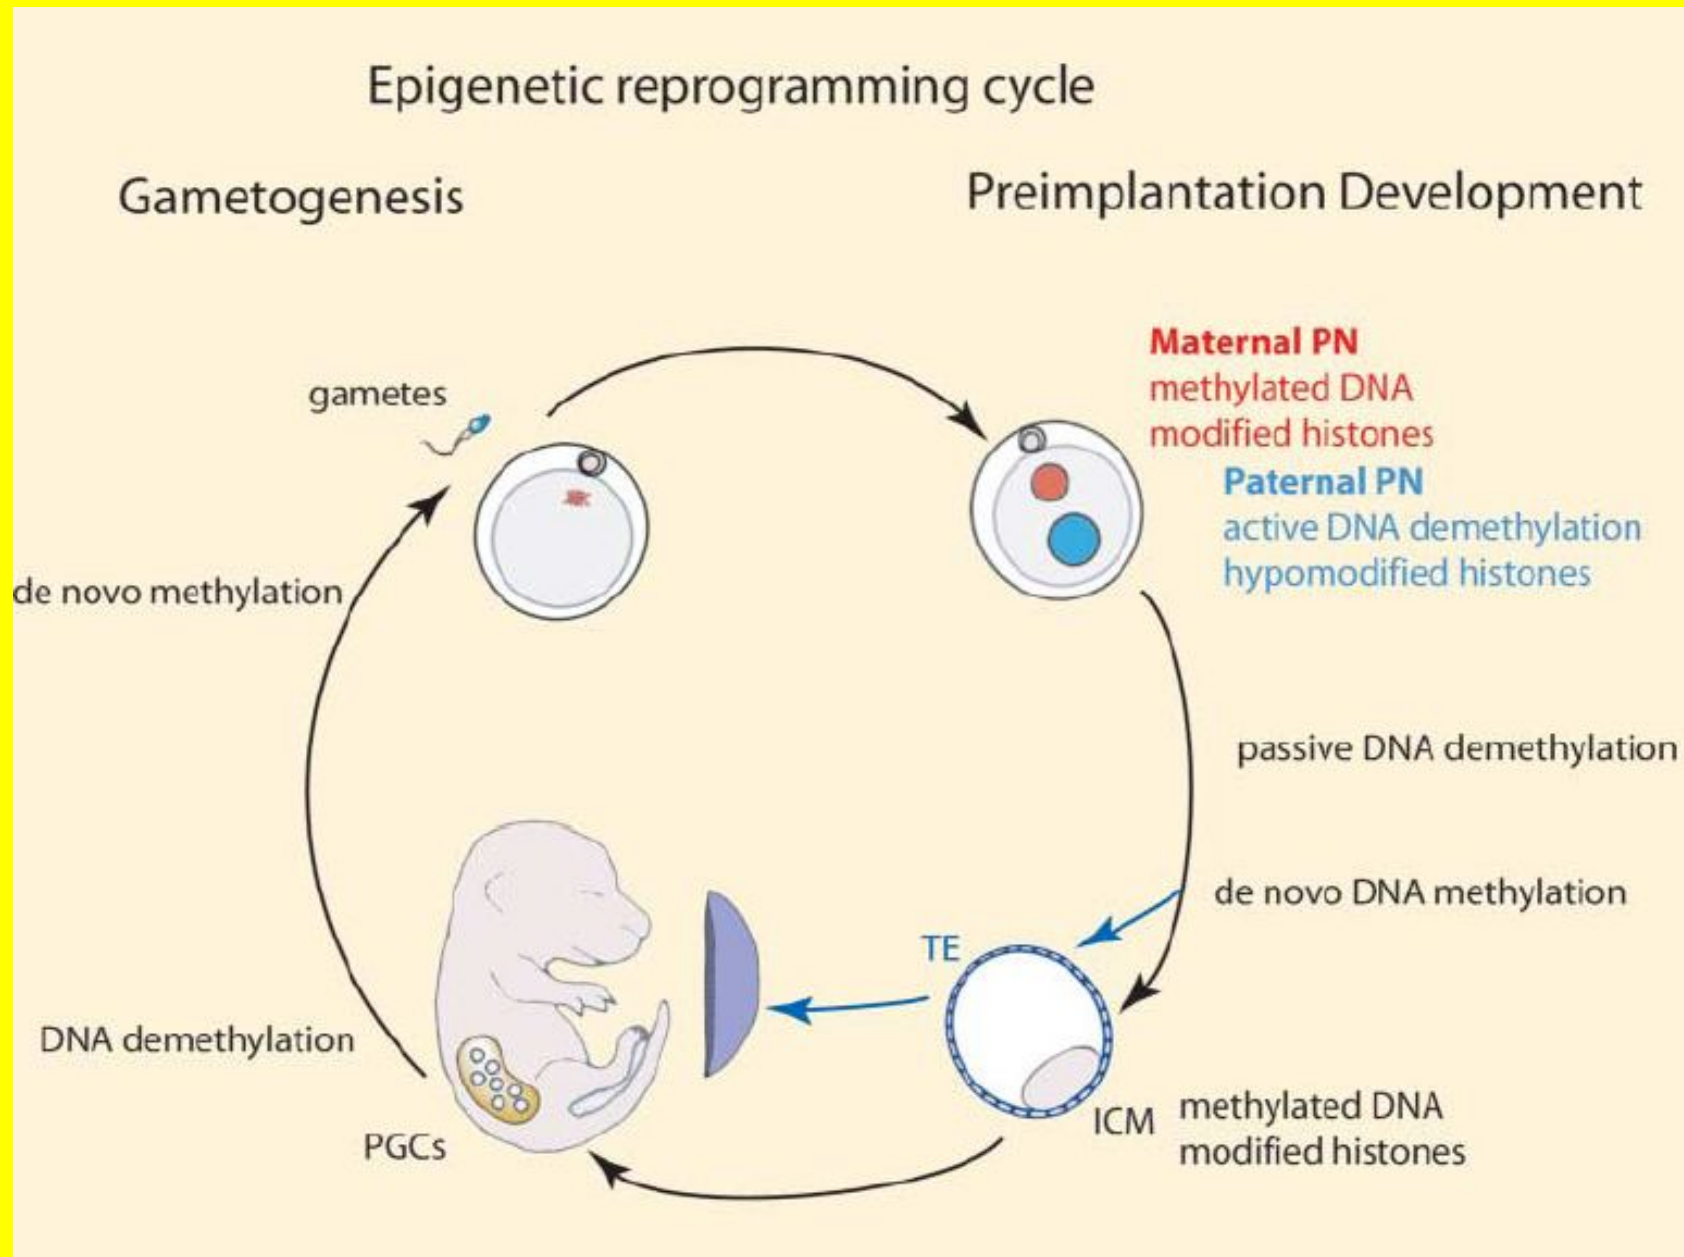 Epigenetic reprogramming cycle
Gametogenesis
Preimplantation Development
gametes
Maternal PN
methylated DNA
modified histones
Paternal PN
active DNA demethylation
hypomodified histones
de novo methylation
passive DNA demethylation
de novo DNA methylation
TE
DNA demethylation
PGCs
ICM
methylated DNA
modified histones